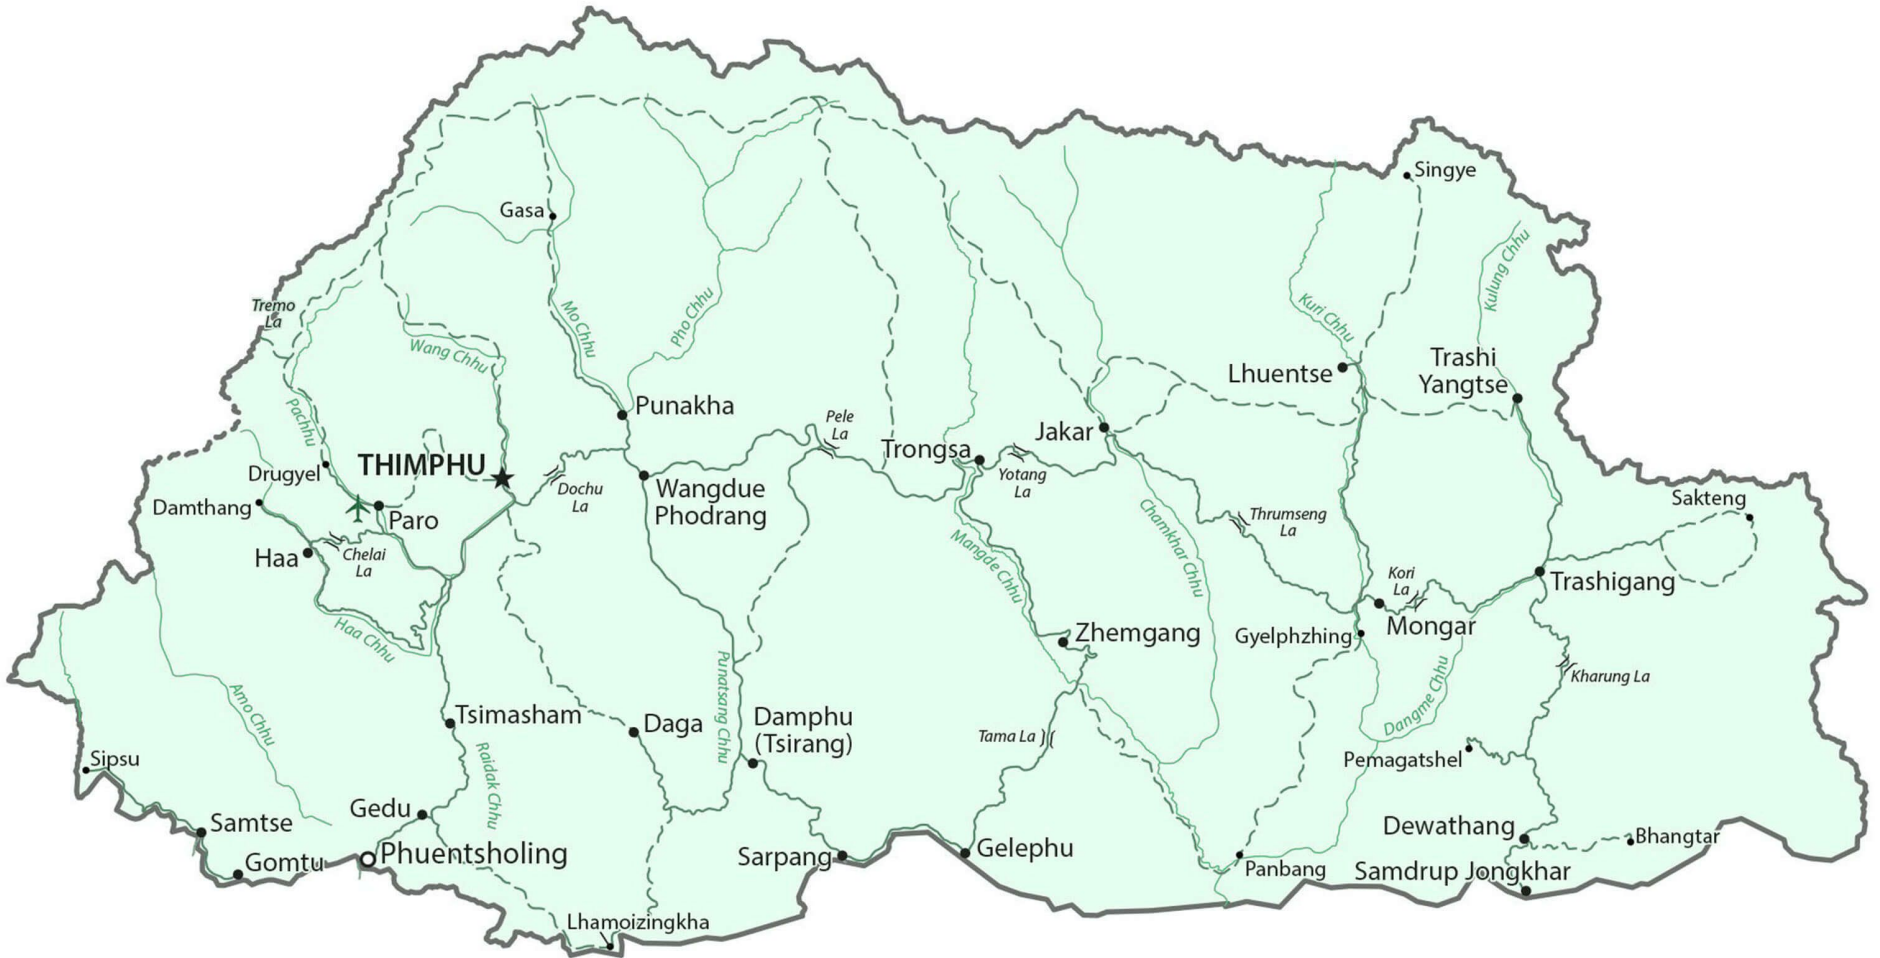 Singye
Gasa
Kulung Chhu
Tremo
La
Mo Chhu
Pho Chhu
Kuri Chhu
Wang Chhu
Trashi
Yangtse
Lhuentse
Punakha
Pachhu
Pele
La
Jakar
Trongsa
THIMPHU
Drugyel
Yotang
La
Dochu
La
Wangdue
Phodrang
Sakteng
Damthang
Paro
Thrumseng
La
Chamkhar Chhu
Mangde Chhu
Haa
Chelai
La
Kori
La
Trashigang
Haa Chhu
Zhemgang
Gyelphzhing
Mongar
Kharung La
Punatsang Chhu
Dangme Chhu
Amo Chhu
Tsimasham
Daga
Damphu
(Tsirang)
Tama La
Sipsu
Pemagatshel
Raidak Chhu
Gedu
Samtse
Dewathang
Bhangtar
Phuentsholing
Sarpang
Gelephu
Gomtu
Panbang
Samdrup Jongkhar
Lhamoizingkha